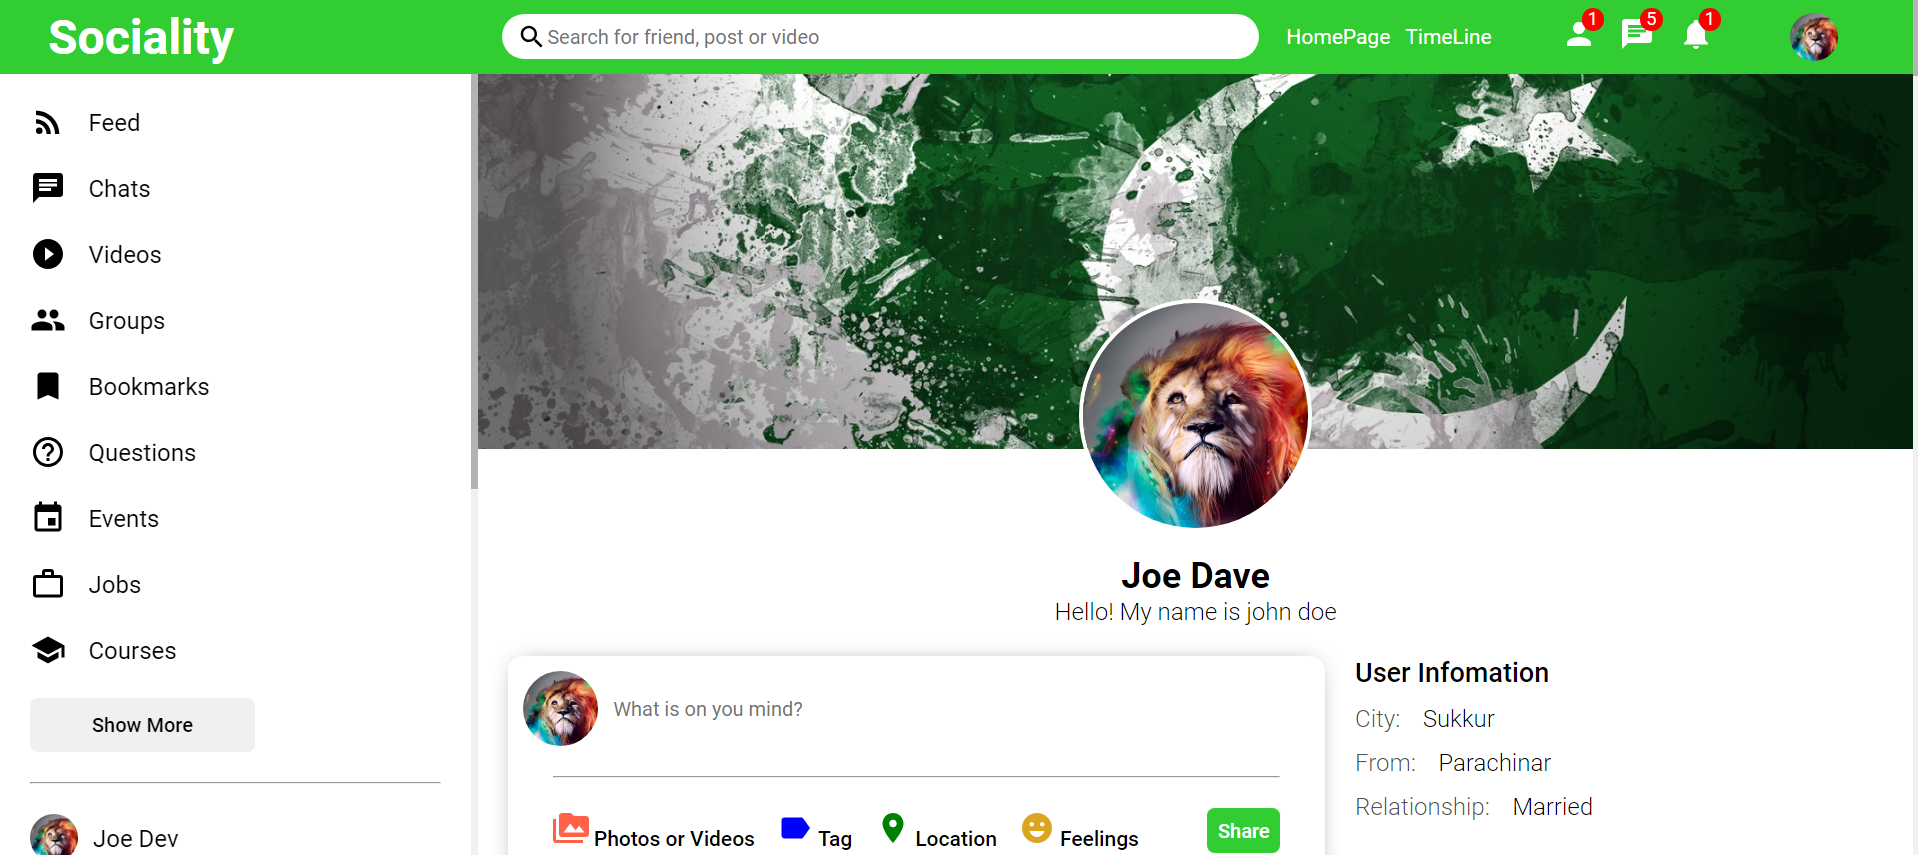 Sociality
Search for friend, post or video
HomePage TimeLine
1
5
1
Feed
Chats
Videos
Groups
Bookmarks
Questions
Events
Jobs
Courses
Show More
Joe Dev
Joe Dave
Hello! My name is john doe
What is on you mind?
Photos or Videos
Tag
Location
Feelings
Share
User Infomation
City: Sukkur
From: Parachinar
Relationship: Married